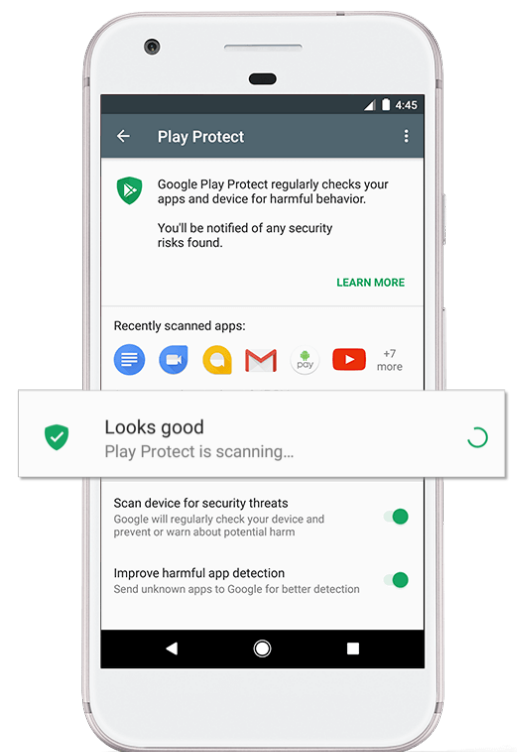 4:45
Play Protect
Google Play Protect regularly checks your
apps and device for harmful behavior.
You'll be notified of any security
risks found.
LEARN MORE
Recently scanned apps:
pay
+7
more
Looks good
Play Protect is scanning...
Scan device for security threats
Google will regularly check your device and
prevent or warn about potential harm
Improve harmful app detection
Send unknown apps to Google for better detection